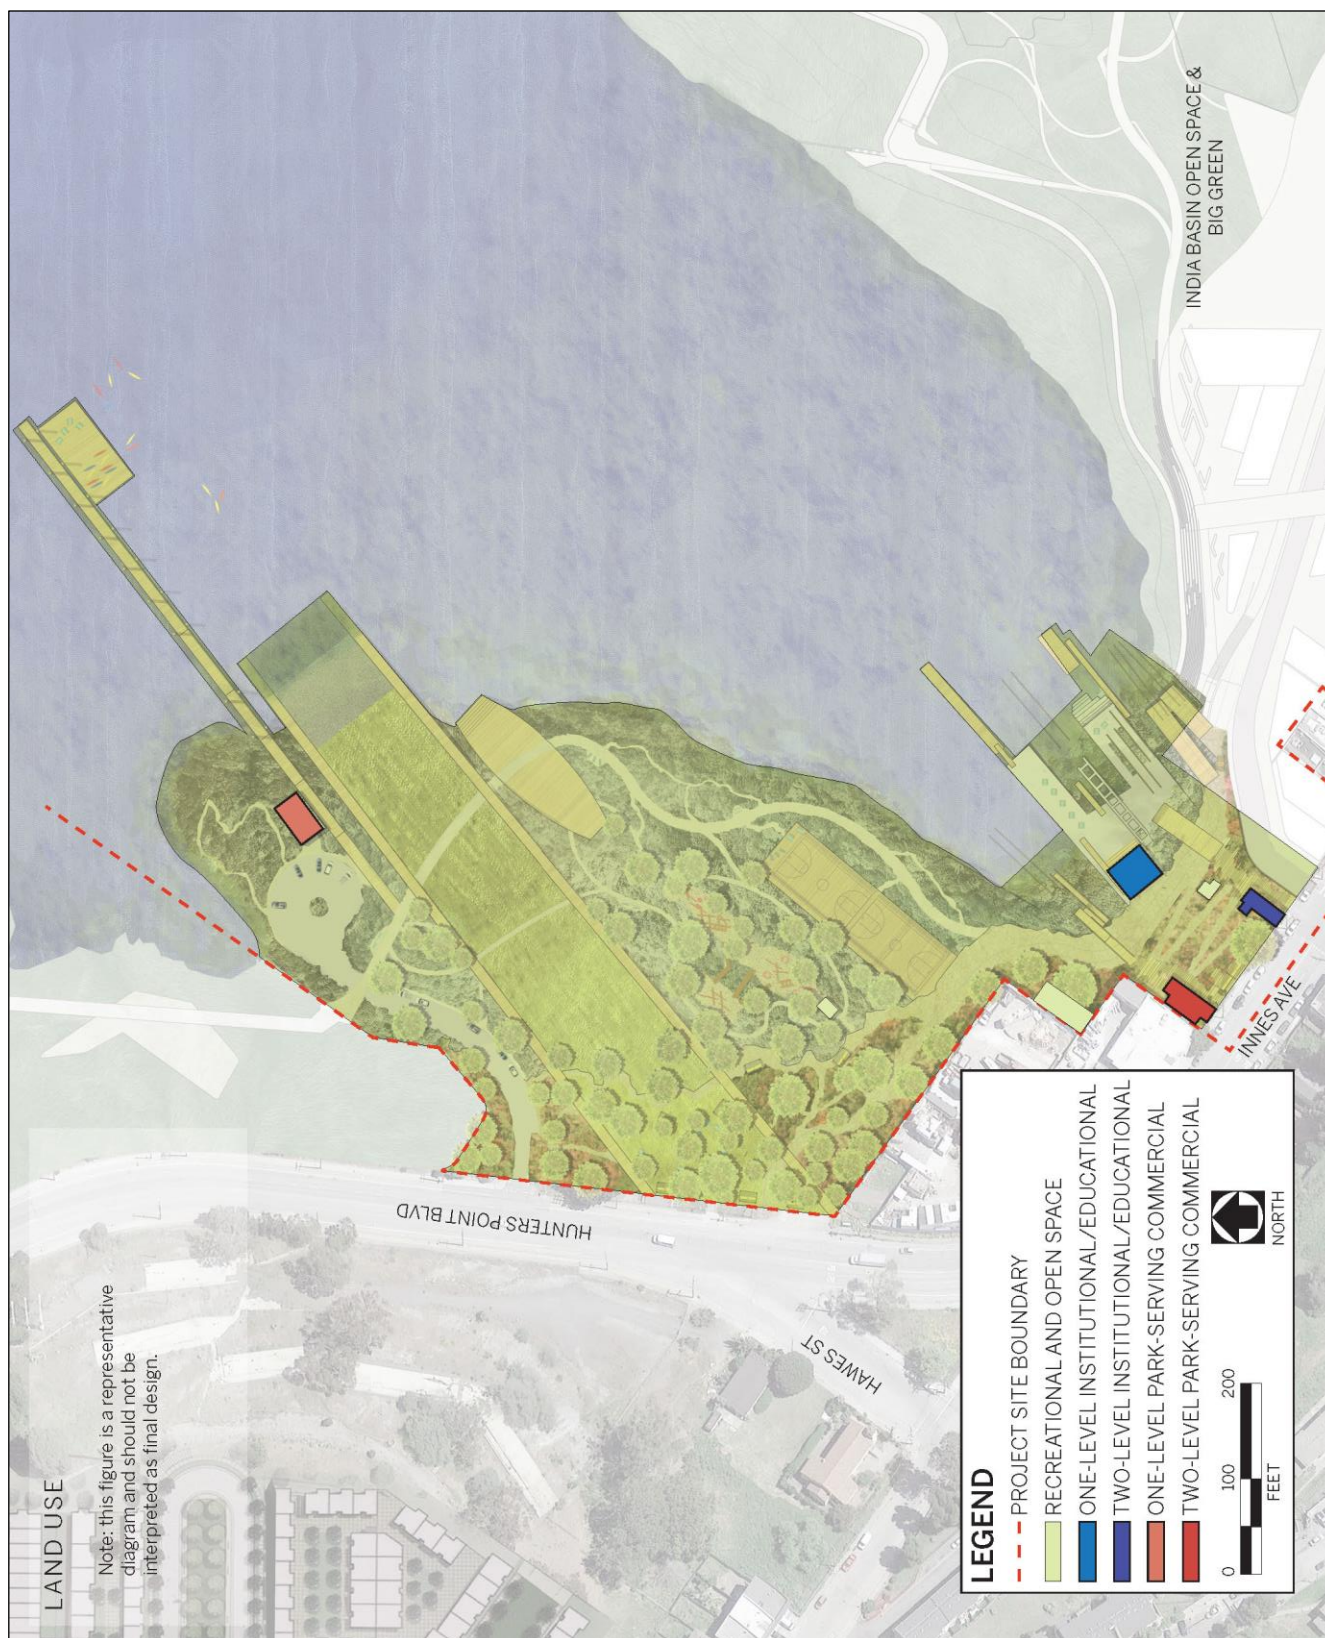 LAND USE
Note: this figure is a representative
diagram and should not be
interpreted as final design.
HUNTERS POINT BLVD
HAWES ST
INNES AVE
INDIA BASIN OPEN SPACE &
BIG GREEN
LEGEND
PROJECT SITE BOUNDARY
RECREATIONAL AND OPEN SPACE
ONE-LEVEL INSTITUTIONAL/EDUCATIONAL
TWO-LEVEL INSTITUTIONAL/EDUCATIONAL
ONE-LEVEL PARK-SERVING COMMERCIAL
TWO-LEVEL PARK-SERVING COMMERCIAL
0 100 200
FEET
NORTH